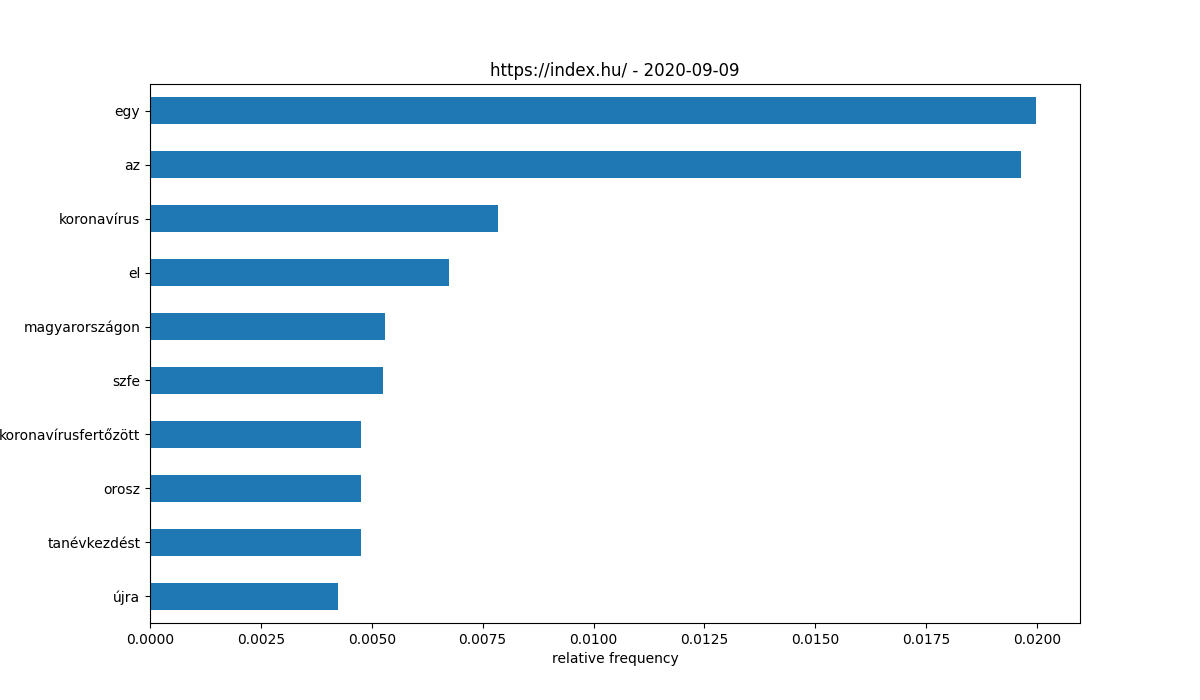 https://index.hu/ - 2020-09-09
egy
az
koronavírus
el
magyarországon
szfe
koronavírusfertőzött
orosz
tanévkezdést
újra
0.0000 0.0025 0.0050 0.0075 0.0100 0.0125 0.0150 0.0175 0.0200
relative frequency